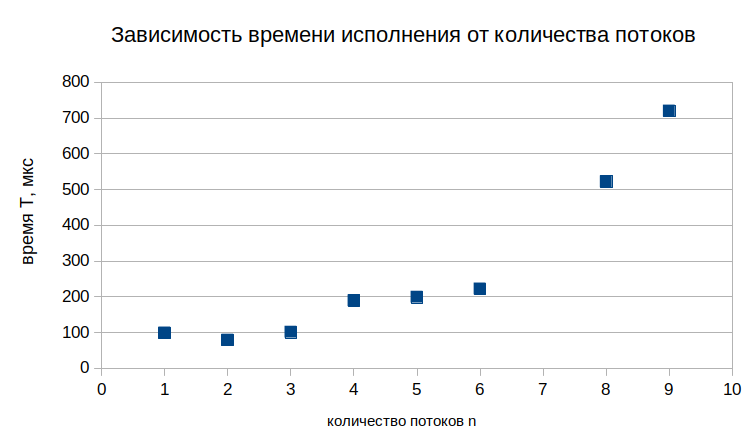 Зависимость времени исполнения от количества потоков
800
700
600
500
400
300
200
100
0
время T, мкс
0 1 2 3 4 5 6 7 8 9 10
количество потоков n